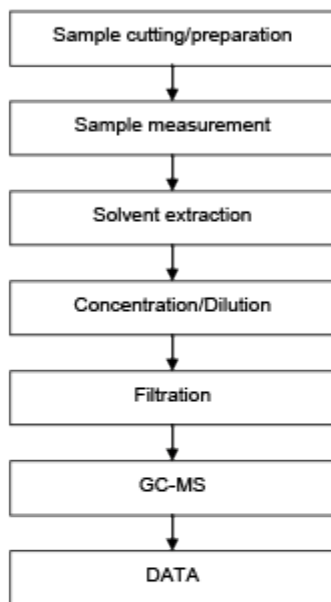 Sample cutting/preparation
Sample measurement
Solvent extraction
Concentration/Dilution
Filtration
GC-MS
DATA